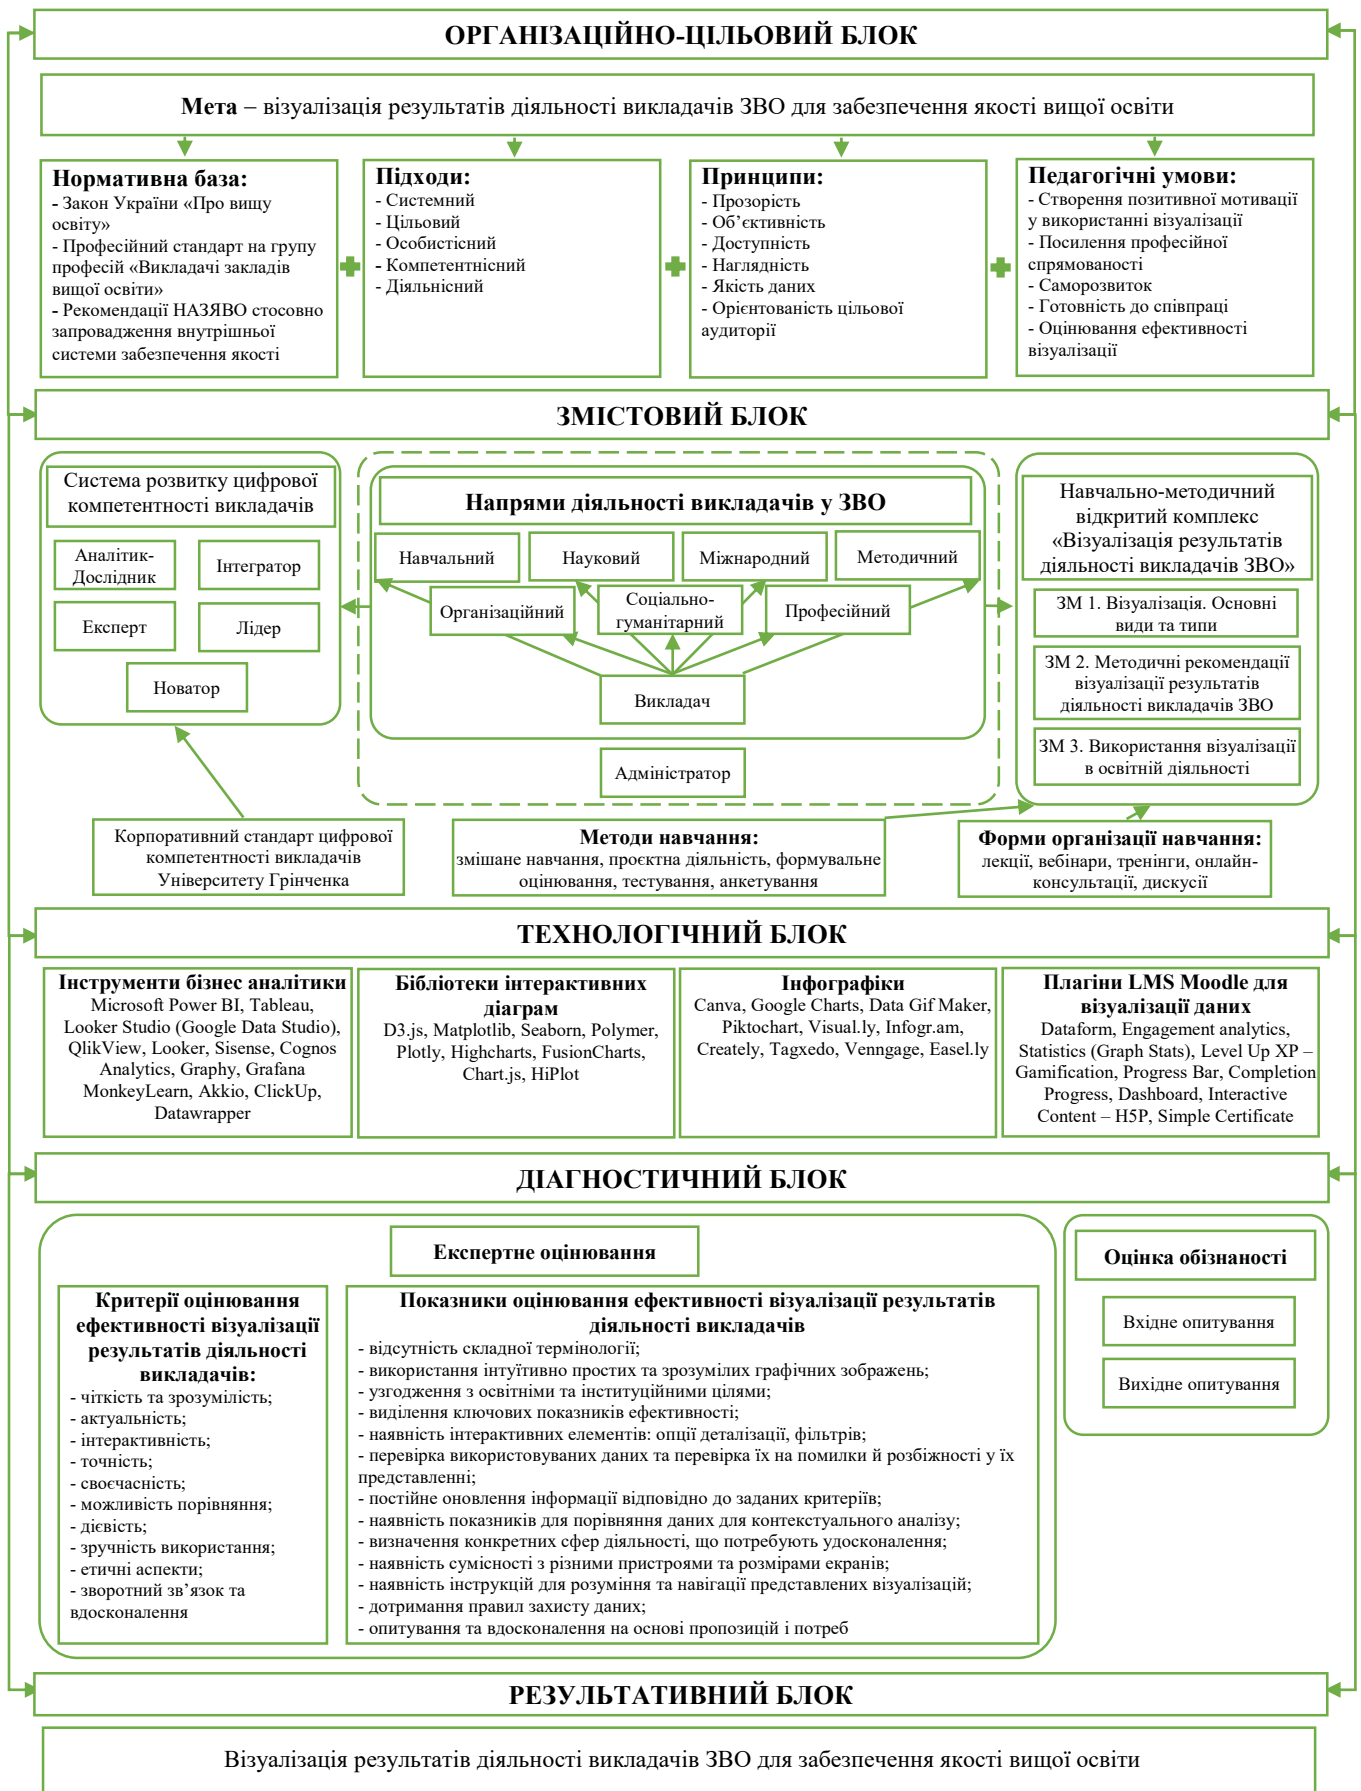 ОРГАНІЗАЦІЙНО-ЦІЛЬОВИЙ БЛОК
Мета – візуалізація результатів діяльності викладачів ЗВО для забезпечення якості вищої освіти
Нормативна база:
- Закон України «Про вищу
освіту»
- Професійний стандарт на групу
професій «Викладачі закладів
вищої освіти»
- Рекомендації НАЗЯВО стосовно
запровадження внутрішньої
системи забезпечення якості
Підходи:
- Системний
- Цільовий
- Особистісний
- Компетентнісний
- Діяльнісний
Принципи:
- Прозорість
- Об’єктивність
- Доступність
- Наглядність
- Якість даних
- Орієнтованість цільової
аудиторії
Педагогічні умови:
- Створення позитивної мотивації
у використанні візуалізації
- Посилення професійної
спрямованості
- Саморозвиток
- Готовність до співпраці
- Оцінювання ефективності
візуалізації
ЗМІСТОВИЙ БЛОК
Система розвитку цифрової
компетентності викладачів
Аналітик-
Дослідник
Інтегратор
Експерт
Лідер
Новатор
Напрями діяльності викладачів у ЗВО
Навчальний
Науковий
Міжнародний
Методичний
Організаційний
Соціально-
гуманітарний
Професійний
Викладач
Адміністратор
Навчально-методичний
відкритий комплекс
«Візуалізація результатів
діяльності викладачів ЗВО»
ЗМ 1. Візуалізація. Основні
види та типи
ЗМ 2. Методичні рекомендації
візуалізації результатів
діяльності викладачів ЗВО
ЗМ 3. Використання візуалізації
в освітній діяльності
Корпоративний стандарт цифрової
компетентності викладачів
Університету Грінченка
Методи навчання:
змішане навчання, проєктна діяльність, формувальне
оцінювання, тестування, анкетування
Форми організації навчання:
лекції, вебінари, тренінги, онлайн-
консультації, дискусії
ТЕХНОЛОГІЧНИЙ БЛОК
Інструменти бізнес аналітики
Microsoft Power BI, Tableau,
Looker Studio (Google Data Studio),
QlikView, Looker, Sisense, Cognos
Analytics, Graphy, Grafana
MonkeyLearn, Akkio, ClickUp,
Datawrapper
Бібліотеки інтерактивних
діаграм
D3.js, Matplotlib, Seaborn, Polymer,
Plotly, Highcharts, FusionCharts,
Chart.js, HiPlot
Інфографіки
Canva, Google Charts, Data Gif Maker,
Piktochart, Visual.ly, Infogr.am,
Creately, Tagxedo, Venngage, Easel.ly
Плагіни LMS Moodle для
візуалізації даних
Dataform, Engagement analytics,
Statistics (Graph Stats), Level Up XP –
Gamification, Progress Bar, Completion
Progress, Dashboard, Interactive
Content – H5P, Simple Certificate
ДІАГНОСТИЧНИЙ БЛОК
Експертне оцінювання
Критерії оцінювання
ефективності візуалізації
результатів діяльності
викладачів:
- чіткість та зрозумілість;
- актуальність;
- інтерактивність;
- точність;
- своєчасність;
- можливість порівняння;
- дієвість;
- зручність використання;
- етичні аспекти;
- зворотний зв’язок та
вдосконалення
Показники оцінювання ефективності візуалізації результатів
діяльності викладачів
- відсутність складної термінології;
- використання інтуїтивно простих та зрозумілих графічних зображень;
- узгодження з освітніми та інституційними цілями;
- виділення ключових показників ефективності;
- наявність інтерактивних елементів: опції деталізації, фільтрів;
- перевірка використовуваних даних та перевірка їх на помилки й розбіжності у їх
представленні;
- постійне оновлення інформації відповідно до заданих критеріїв;
- наявність показників для порівняння даних для контекстуального аналізу;
- визначення конкретних сфер діяльності, що потребують удосконалення;
- наявність сумісності з різними пристроями та розмірами екранів;
- наявність інструкцій для розуміння та навігації представлених візуалізацій;
- дотримання правил захисту даних;
- опитування та вдосконалення на основі пропозицій і потреб
Оцінка обізнаності
Вхідне опитування
Вихідне опитування
РЕЗУЛЬТАТИВНИЙ БЛОК
Візуалізація результатів діяльності викладачів ЗВО для забезпечення якості вищої освіти